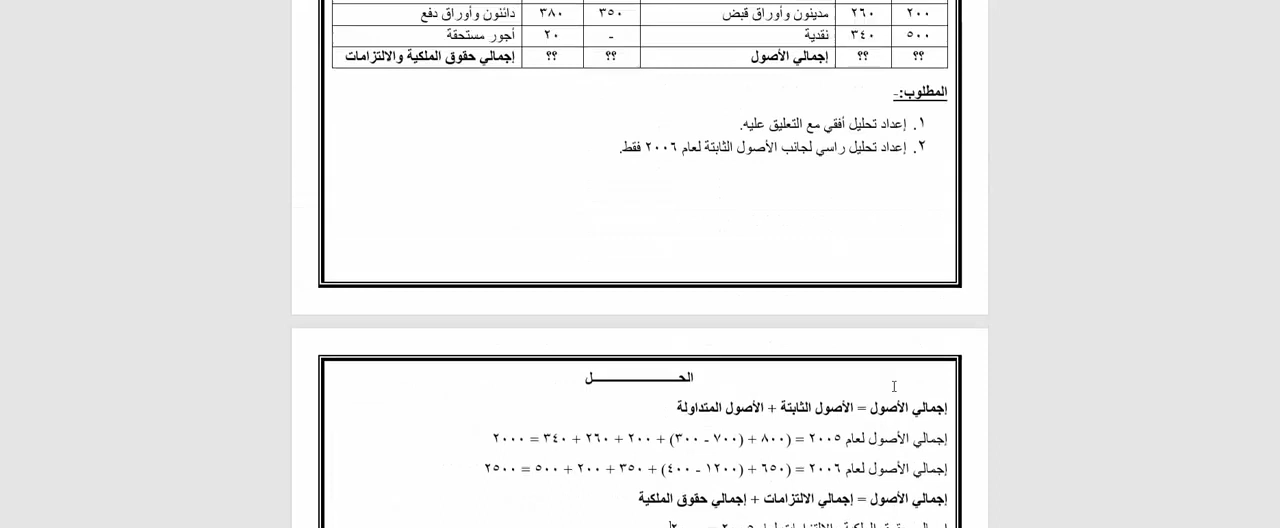 ٢٠٠ ٢٦٠ مدينون وأوراق قبض ٣٥٠ ٣٨٠ دائنون وأوراق دفع
٥٠٠ ٣٤٠ نقدية - ٢٠ أجور مستحقة
؟؟ ؟؟ إجمالي الأصول ؟؟ ؟؟ إجمالي حقوق الملكية والالتزامات
المطلوب:-
١. إعداد تحليل أفقي مع التعليق عليه.
٢. إعداد تحليل راسي لجانب الأصول الثابتة لعام ٢٠٠٦ فقط.
الحــــــــــــل
إجمالي الأصول = الأصول الثابتة + الأصول المتداولة
إجمالي الأصول لعام ٢٠٠٥ = (٨٠٠ + (٧٠٠ - ٣٠٠) + ٢٠٠ + ٢٦٠ + ٣٤٠ = ٢٠٠٠
إجمالي الأصول لعام ٢٠٠٦ = (٦٥٠ + (١٢٠٠ - ٤٠٠) + ٣٥٠ + ٢٠٠ + ٥٠٠ = ٢٥٠٠
إجمالي الأصول = إجمالي الالتزامات + إجمالي حقوق الملكية